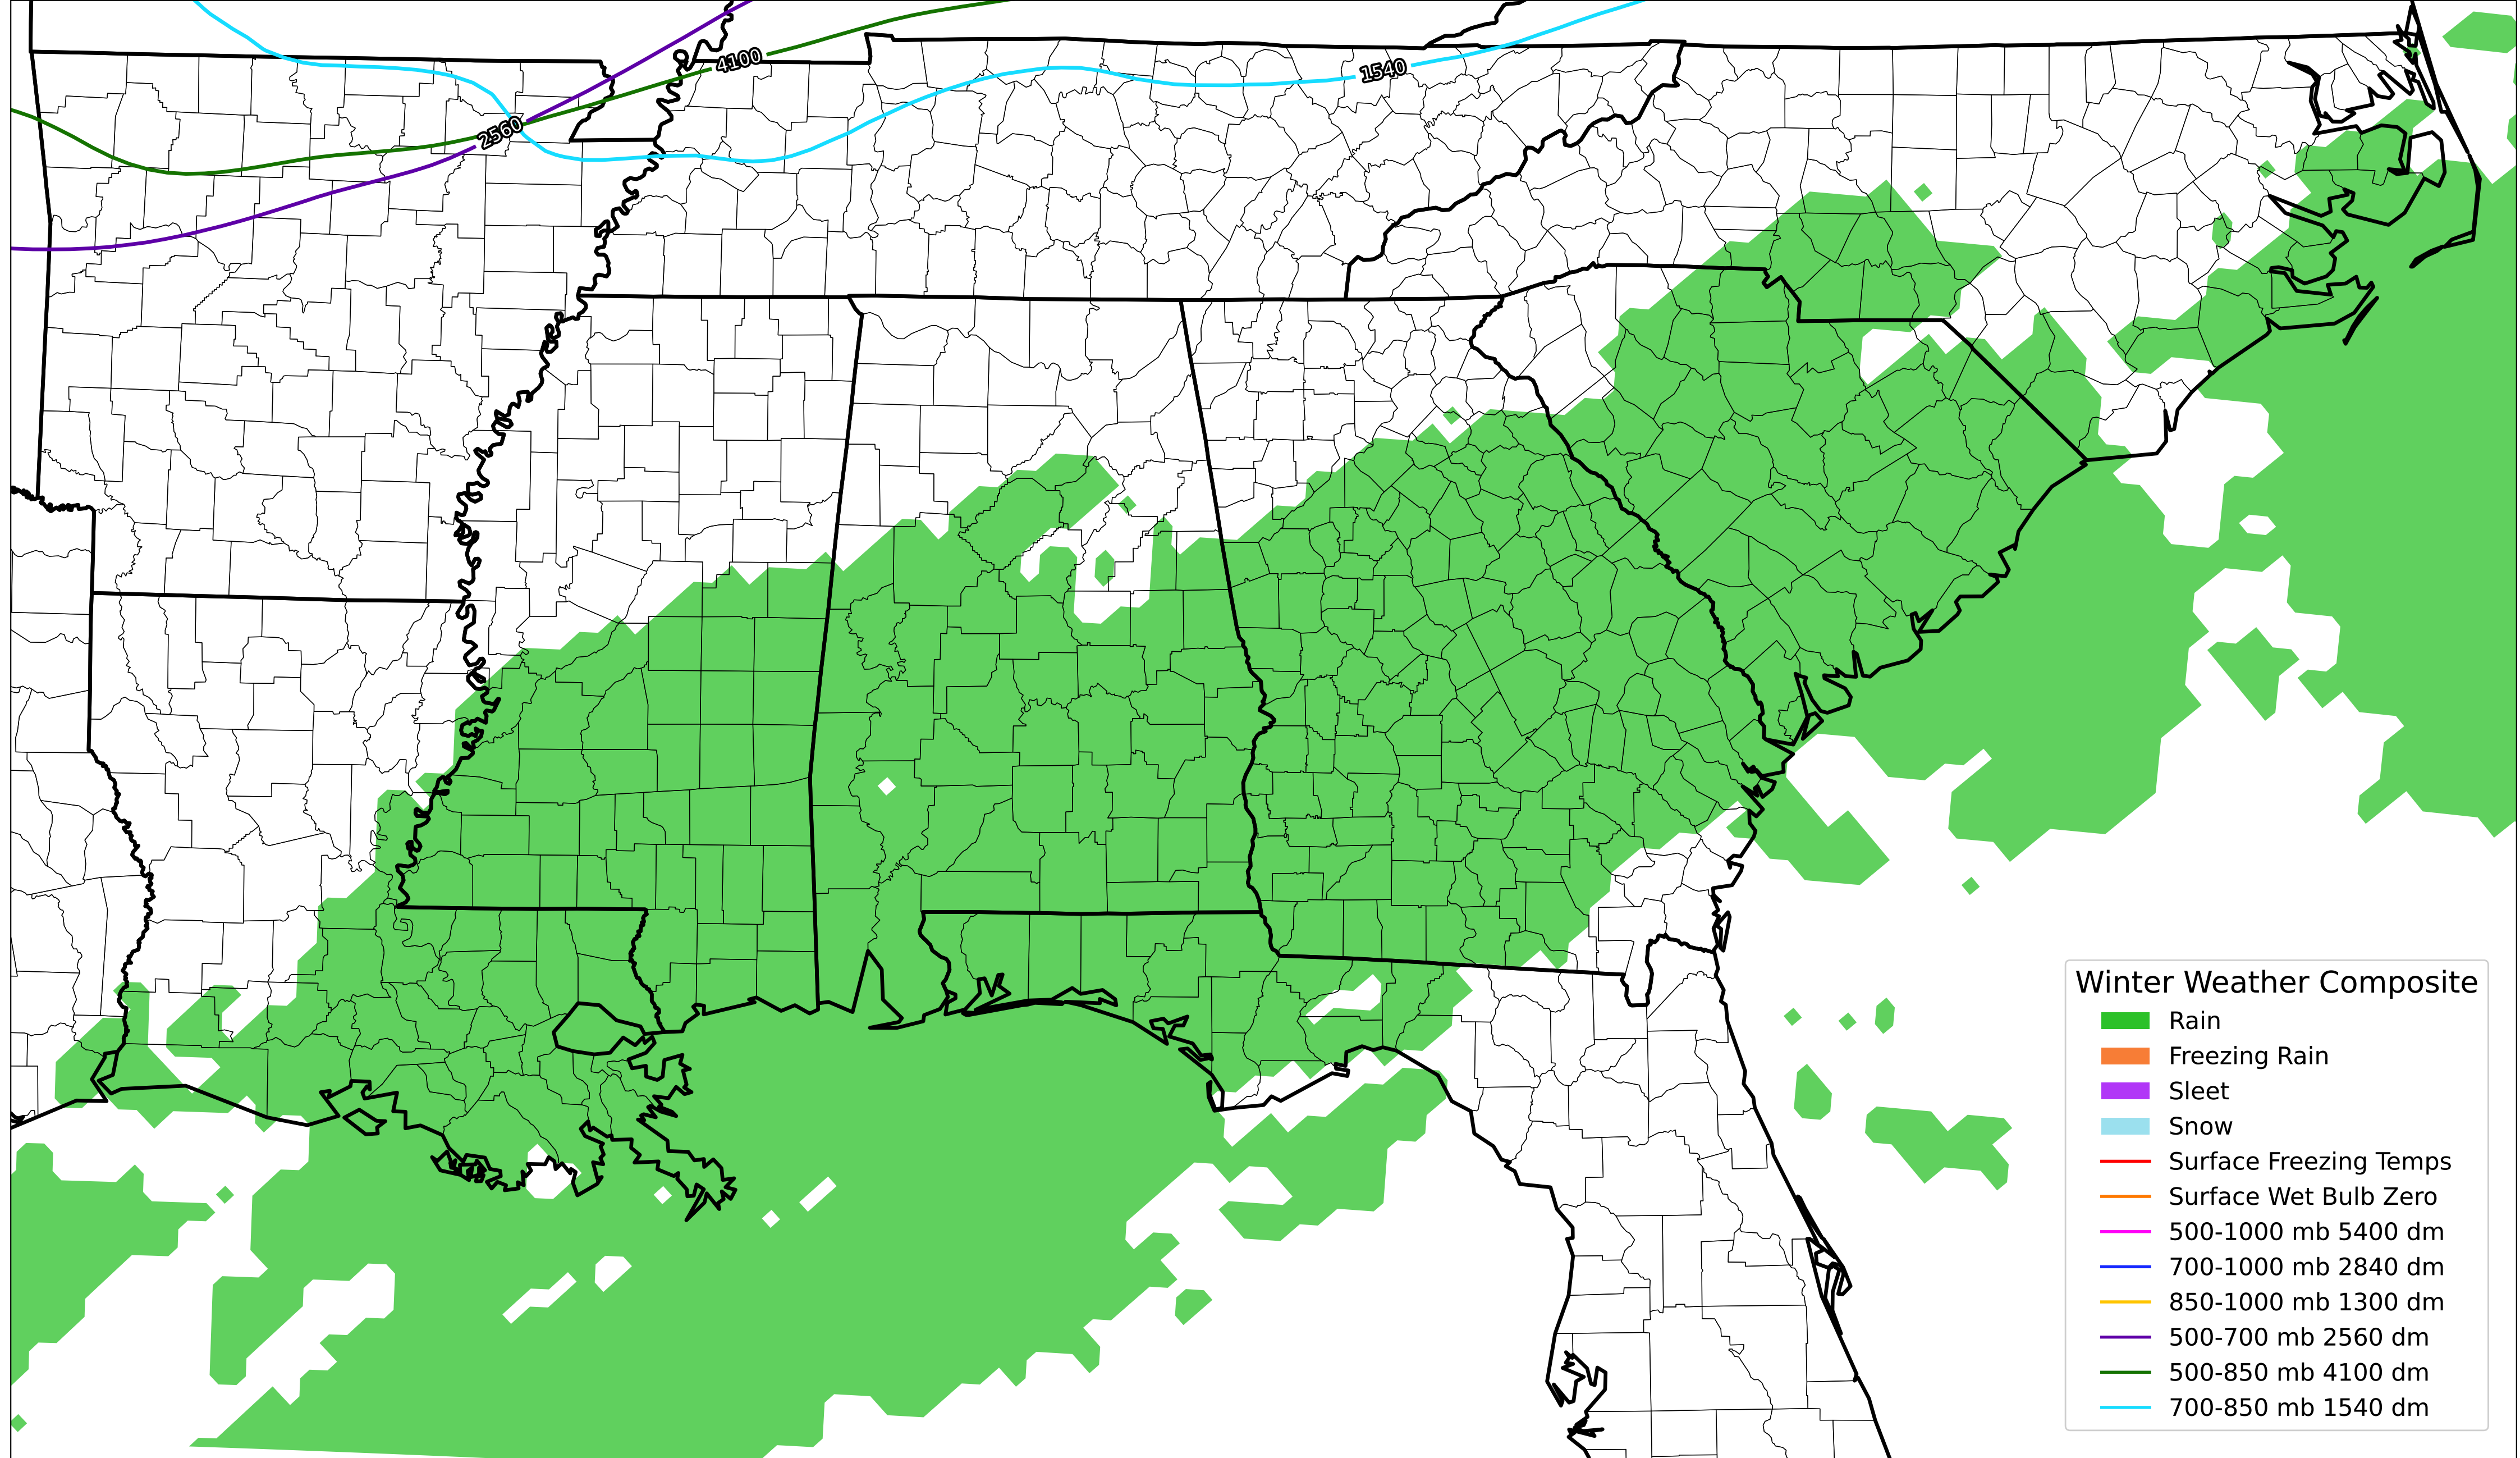 4100
1540
2560
Winter Weather Composite
Rain
Freezing Rain
Sleet
Snow
Surface Freezing Temps
Surface Wet Bulb Zero
500-1000 mb 5400 dm
700-1000 mb 2840 dm
850-1000 mb 1300 dm
500-700 mb 2560 dm
500-850 mb 4100 dm
700-850 mb 1540 dm